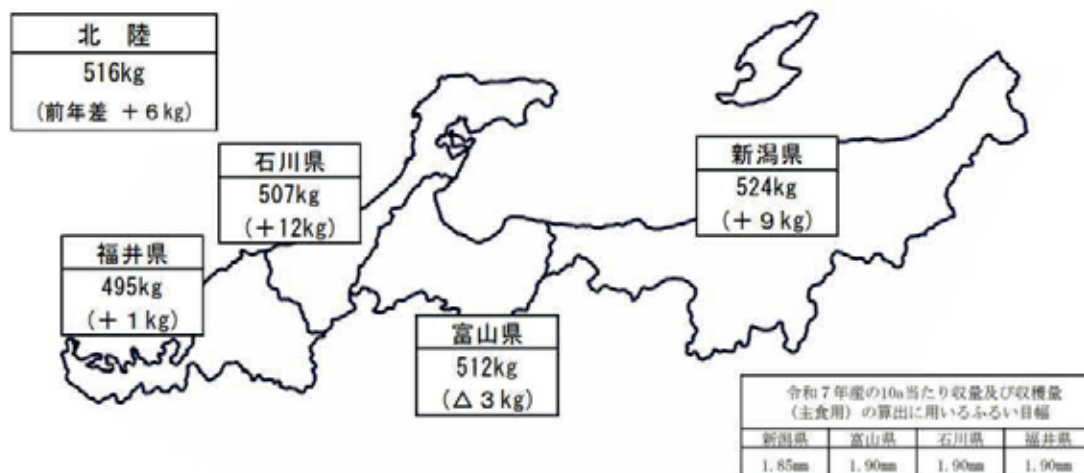 北 陸
516kg
(前年差 +6kg)
石川県
507kg
(+12kg)
新潟県
524kg
(+9kg)
福井県
495kg
(+1kg)
富山県
512kg
(△3kg)
令和7年産の10a当たり収量及び収穫量
(主食用)の算出に用いるふるい目幅
新潟県 富山県 石川県 福井県
1.85mm 1.90mm 1.90mm 1.90mm